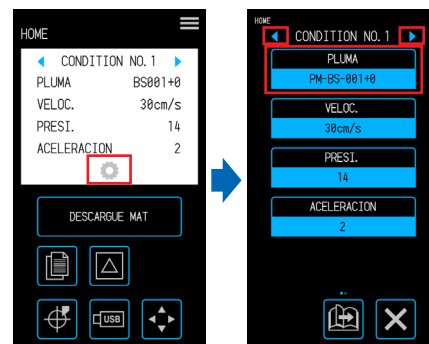 HOME
CONDITION NO. 1
PLUMA BS001+0
VELOC. 30cm/s
PRESI. 14
ACELERACION 2
DESCARGUE MAT
USB
HOME
CONDITION NO. 1
PLUMA
PM-BS-001+0
VELOC.
30cm/s
PRESI.
14
ACELERACION
2